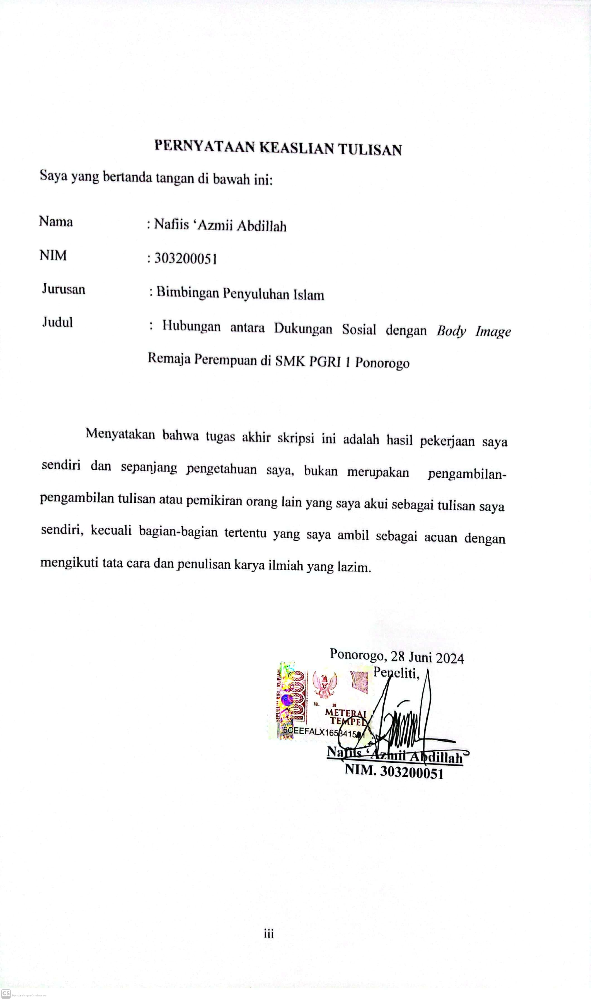 PERNYATAAN KEASLIAN TULISAN
Saya yang bertanda tangan di bawah ini:
Nama : Nafiis ‘Azmii Abdillah
NIM : 303200051
Jurusan : Bimbingan Penyuluhan Islam
Judul : Hubungan antara Dukungan Sosial dengan Body Image
Remaja Perempuan di SMK PGRI 1 Ponorogo
Menyatakan bahwa tugas akhir skripsi ini adalah hasil pekerjaan saya
sendiri dan sepanjang pengetahuan saya, bukan merupakan pengambilan-
pengambilan tulisan atau pemikiran orang lain yang saya akui sebagai tulisan saya
sendiri, kecuali bagian-bagian tertentu yang saya ambil sebagai acuan dengan
mengikuti tata cara dan penulisan karya ilmiah yang lazim.
Ponorogo, 28 Juni 2024
Peneliti,
SEPULUH RIBU RUPIAH
10000
TGL. 20
METERAI
TEMPEL
Nafiis ‘Azmii Abdillah
NIM. 303200051
iii
CS Dipindai dengan CamScanner